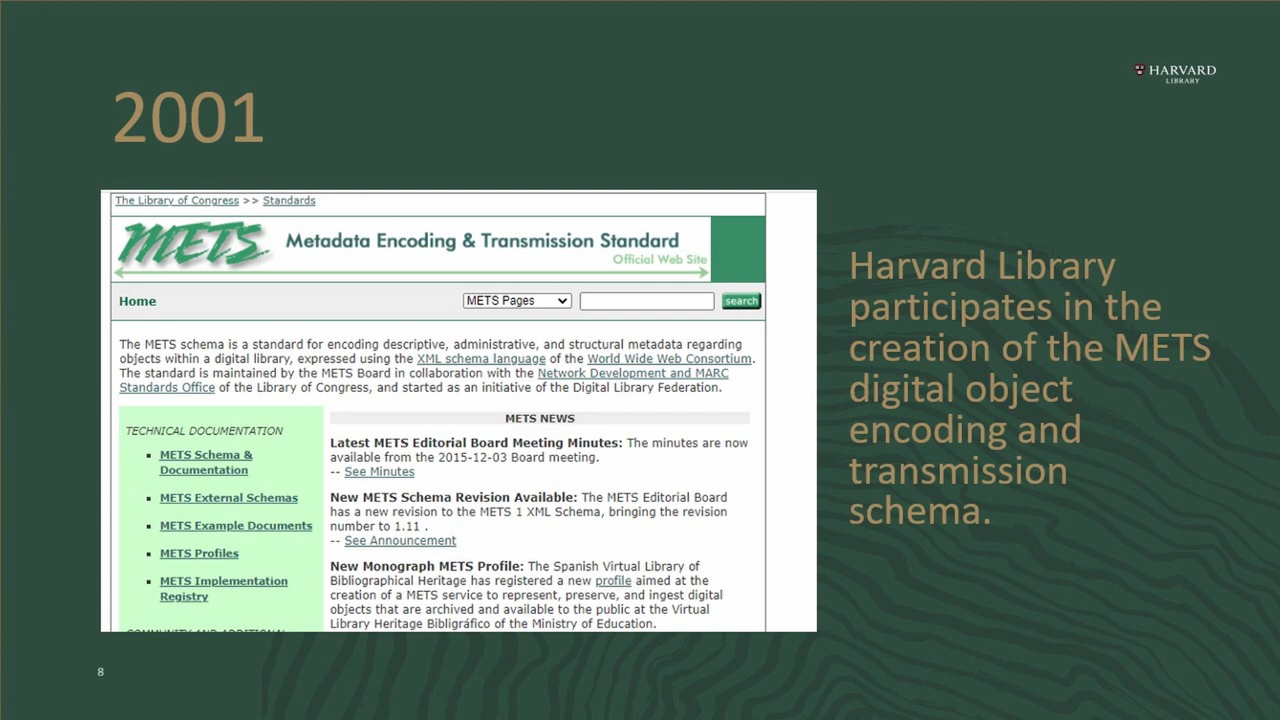 HARVARD
LIBRARY
2001
The Library of Congress >> Standards
METS Metadata Encoding & Transmission Standard
Official Web Site
Home METS Pages search
The METS schema is a standard for encoding descriptive, administrative, and structural metadata regarding
objects within a digital library, expressed using the XML schema language of the World Wide Web Consortium.
The standard is maintained by the METS Board in collaboration with the Network Development and MARC
Standards Office of the Library of Congress, and started as an initiative of the Digital Library Federation.
TECHNICAL DOCUMENTATION
▪ METS Schema &
Documentation
▪ METS External Schemas
▪ METS Example Documents
▪ METS Profiles
▪ METS Implementation
Registry
COMMUNITY AND ADDITIONAL
METS NEWS
Latest METS Editorial Board Meeting Minutes: The minutes are now
available from the 2015-12-03 Board meeting.
-- See Minutes
New METS Schema Revision Available: The METS Editorial Board
has a new revision to the METS 1 XML Schema, bringing the revision
number to 1.11 .
-- See Announcement
New Monograph METS Profile: The Spanish Virtual Library of
Bibliographical Heritage has registered a new profile aimed at the
creation of a METS service to represent, preserve, and ingest digital
objects that are archived and available to the public at the Virtual
Library Heritage Bibligráfico of the Ministry of Education.
Harvard Library
participates in the
creation of the METS
digital object
encoding and
transmission
schema.
8